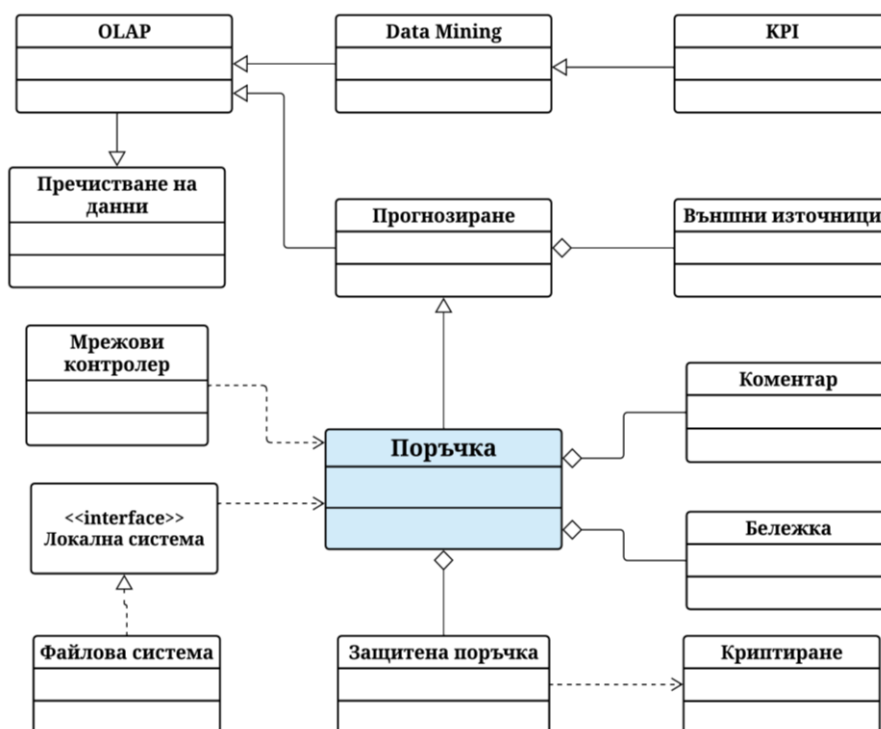 OLAP
Data Mining
KPI
Пречистване на
данни
Прогнозиране
Външни източници
Мрежови
контролер
Коментар
Поръчка
<<interface>>
Локална система
Бележка
Файлова система
Защитена поръчка
Криптиране